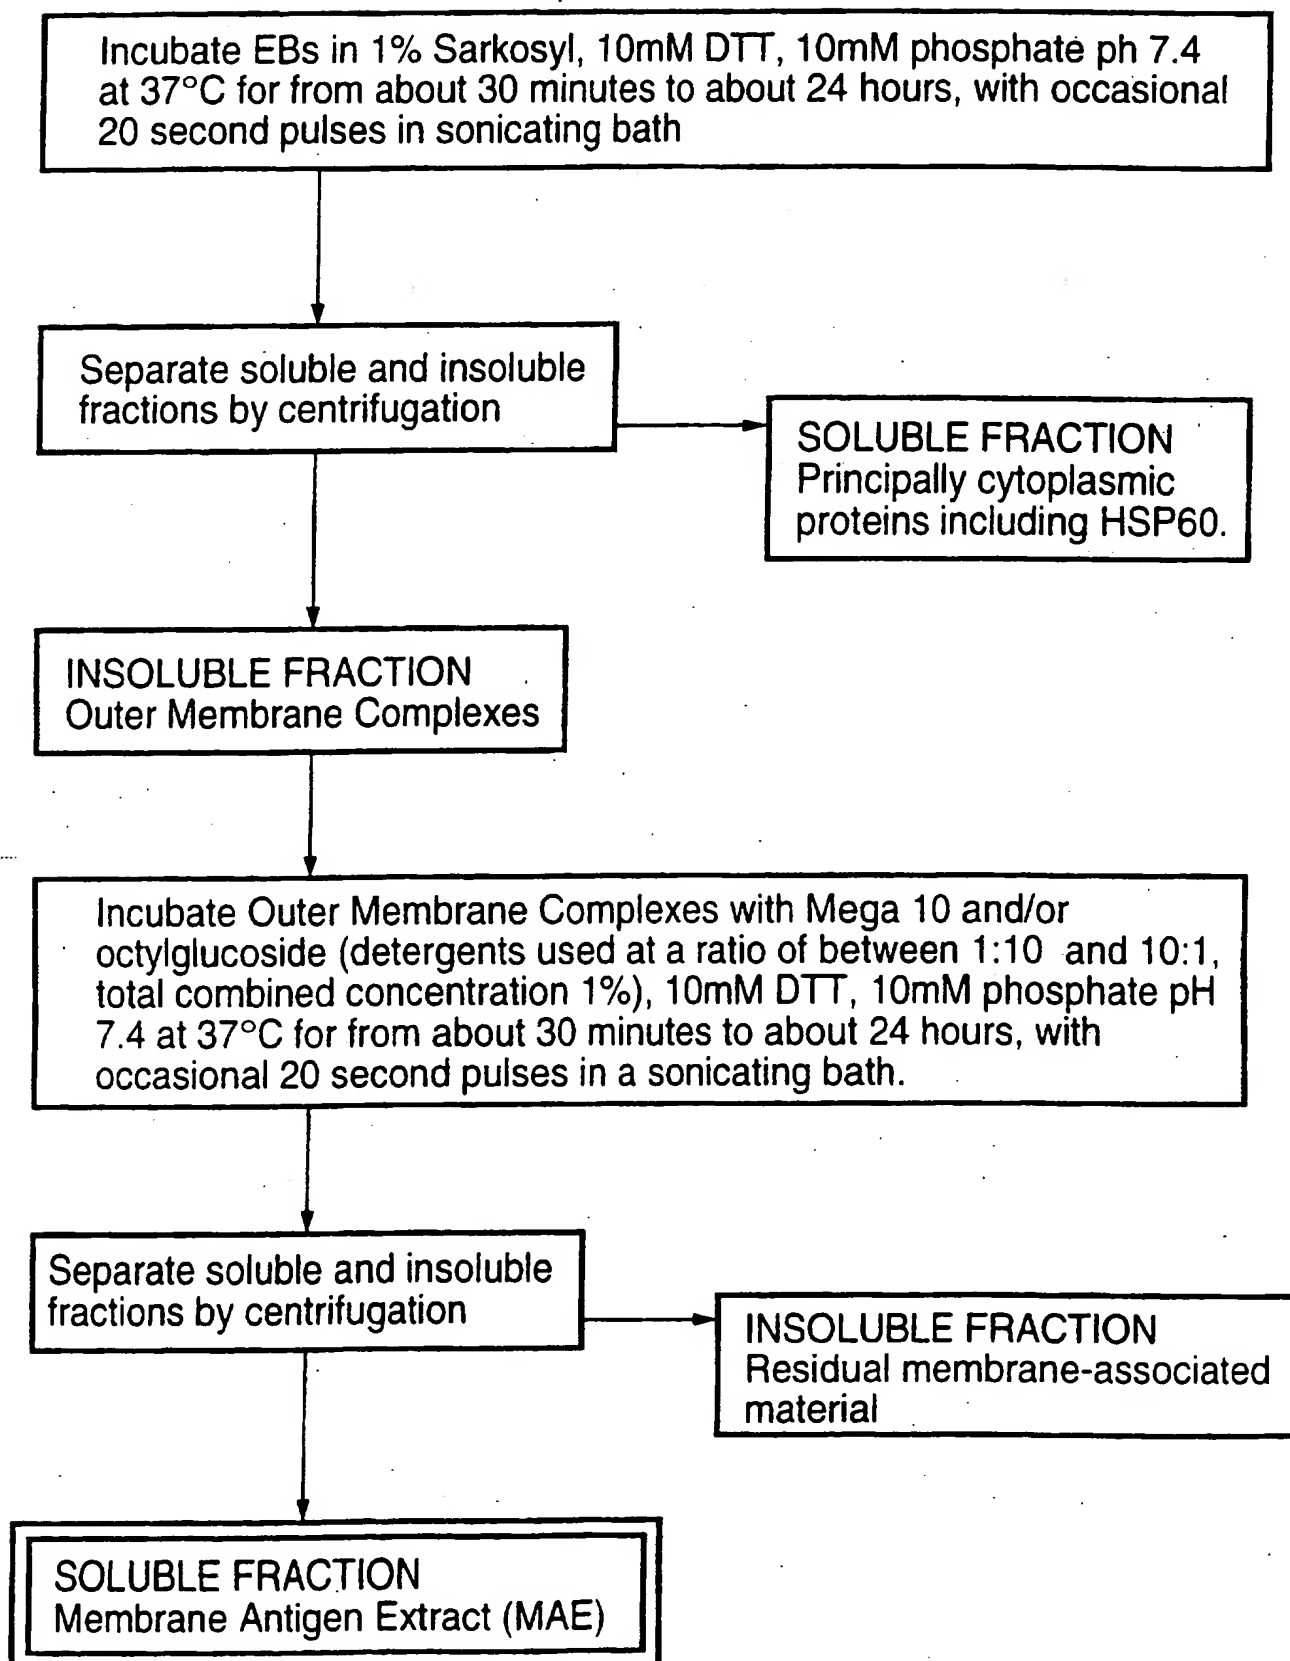 Incubate EBs in 1% Sarkosyl, 10mM DTT, 10mM phosphate ph 7.4
at 37°C for from about 30 minutes to about 24 hours, with occasional
20 second pulses in sonicating bath
Separate soluble and insoluble
fractions by centrifugation
SOLUBLE FRACTION
Principally cytoplasmic
proteins including HSP60.
INSOLUBLE FRACTION
Outer Membrane Complexes
Incubate Outer Membrane Complexes with Mega 10 and/or
octylglucoside (detergents used at a ratio of between 1:10 and 10:1,
total combined concentration 1%), 10mM DTT, 10mM phosphate pH
7.4 at 37°C for from about 30 minutes to about 24 hours, with
occasional 20 second pulses in a sonicating bath.
Separate soluble and insoluble
fractions by centrifugation
INSOLUBLE FRACTION
Residual membrane-associated
material
SOLUBLE FRACTION
Membrane Antigen Extract (MAE)